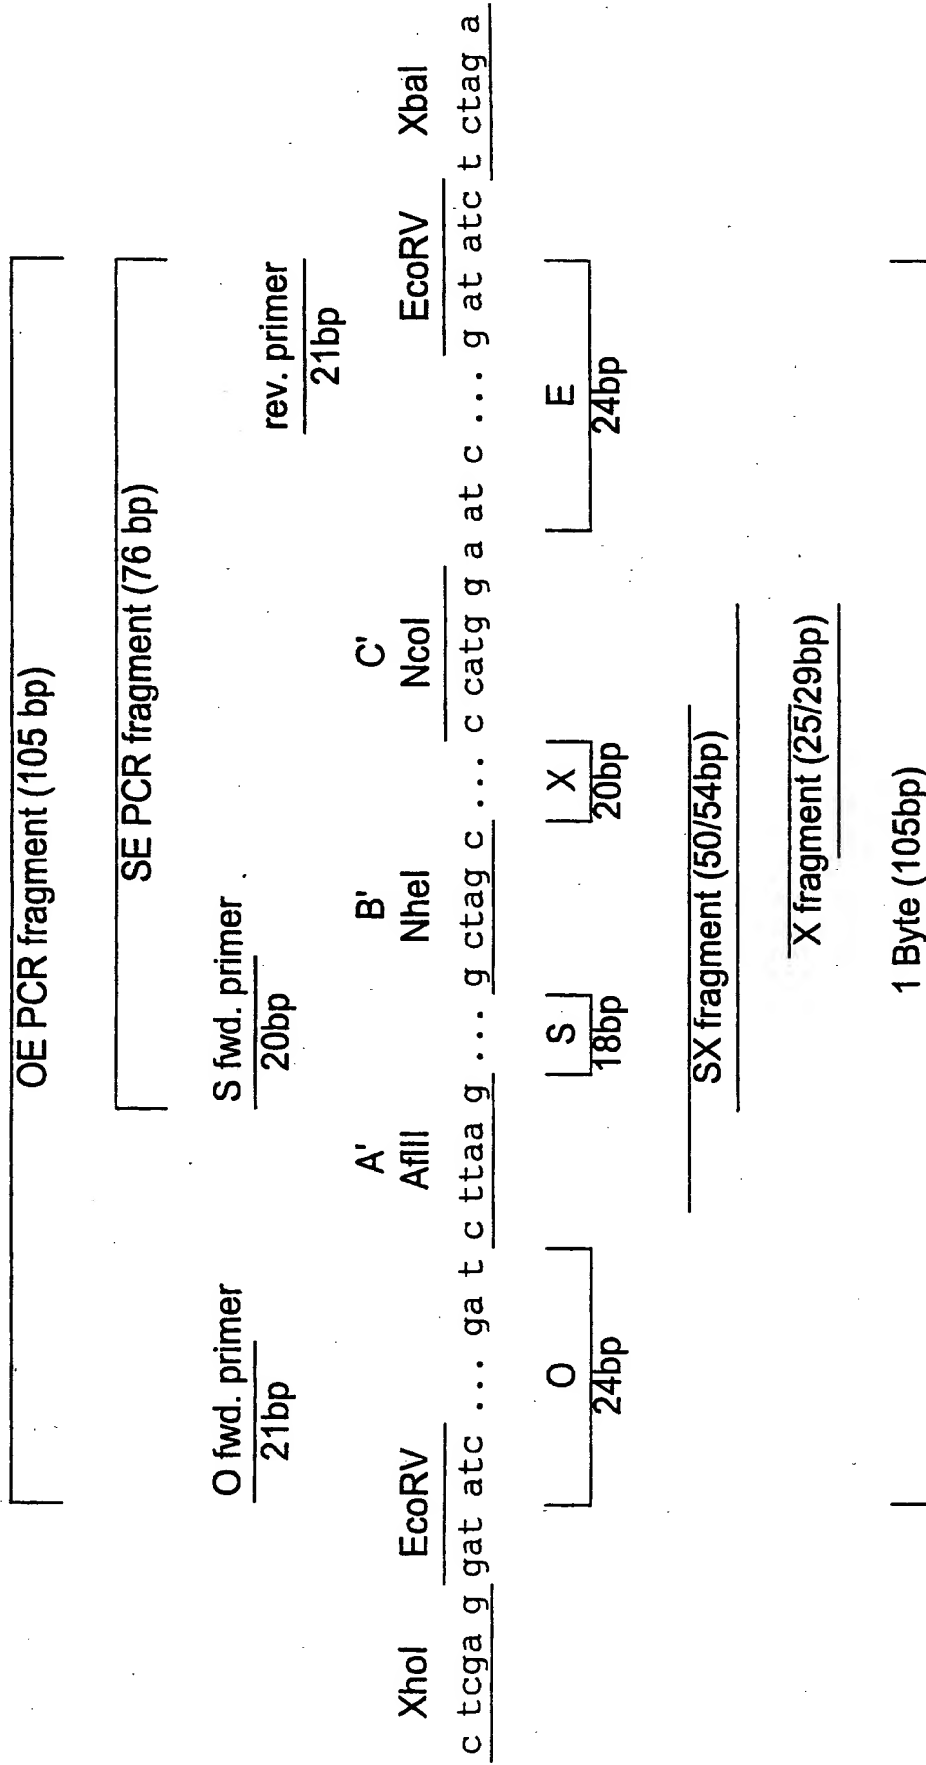 OE PCR fragment (105 bp)
SE PCR fragment (76 bp)
O fwd. primer
21bp
S fwd. primer
20bp
rev. primer
21bp
A'
B'
C'
XhoI EcoRV AflII NheI NcoI EcoRV XbaI
c tcga g gat atc ... ga t c ttaa g ... g ctag c ... c catg g a at c ... g at atc t ctag a
O
24bp
S
18bp
X
20bp
E
24bp
SX fragment (50/54bp)
X fragment (25/29bp)
1 Byte (105bp)